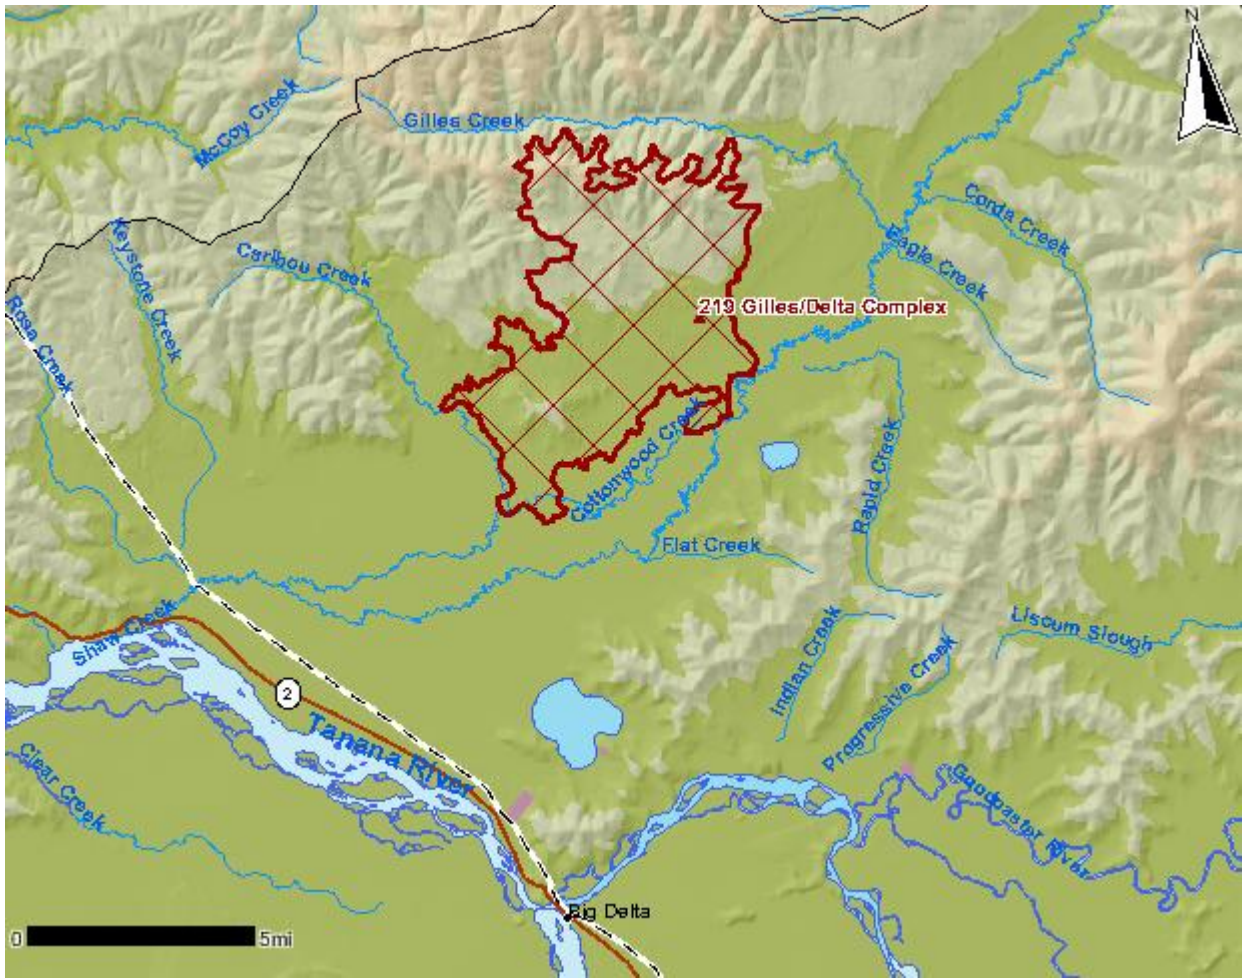 N
McCoy Creek
Gilles Creek
Corda Creek
Keystone Creek
Caribou Creek
Eagle Creek
Rosa Creek
219 Gilles/Delta Complex
Cottonwood Creek
Rapid Creek
Flat Creek
Shaw Creek
Liscum Slough
Indian Creek
Progressive Creek
2
Tanana River
Clear Creek
Goodpaster River
Big Delta
0 5mi